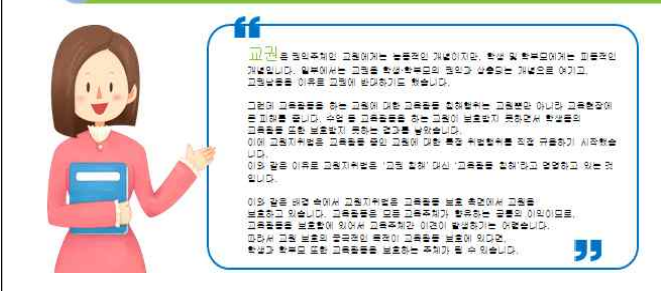 교권은 권익주체인 교원에게는 능동적인 개념이지만, 학생 및 학부모에게는 피동적인
개념입니다. 일부에서는 교권을 학생·학부모의 권익과 상충되는 개념으로 여기고,
교권남용을 이유로 교권에 반대하기도 했습니다.
그런데 교육활동을 하는 교원에 대한 교육활동 침해행위는 교원뿐만 아니라 교육현장에
큰 피해를 줍니다. 수업 등 교육활동을 하는 교원이 보호받지 못하면서 학생들의
교육활동 또한 보호받지 못하는 결과를 낳았습니다.
이에 교원지위법은 교육활동 중인 교원에 대한 특정 위법행위를 직접 규율하기 시작했습
니다.
이와 같은 이유로 교원지위법은 '교권 침해' 대신 '교육활동 침해'라고 명명하고 있는 것
입니다.
이와 같은 배경 속에서 교원지위법은 교육활동 보호 측면에서 교원을
보호하고 있습니다. 교육활동은 모든 교육주체가 향유하는 공통의 이익이므로,
교육활동을 보호함에 있어서 교육주체간 이견이 발생하기는 어렵습니다.
따라서 교원 보호의 궁극적인 목적이 교육활동 보호에 있다면,
학생과 학부모 또한 교육활동을 보호하는 주체가 될 수 있습니다.